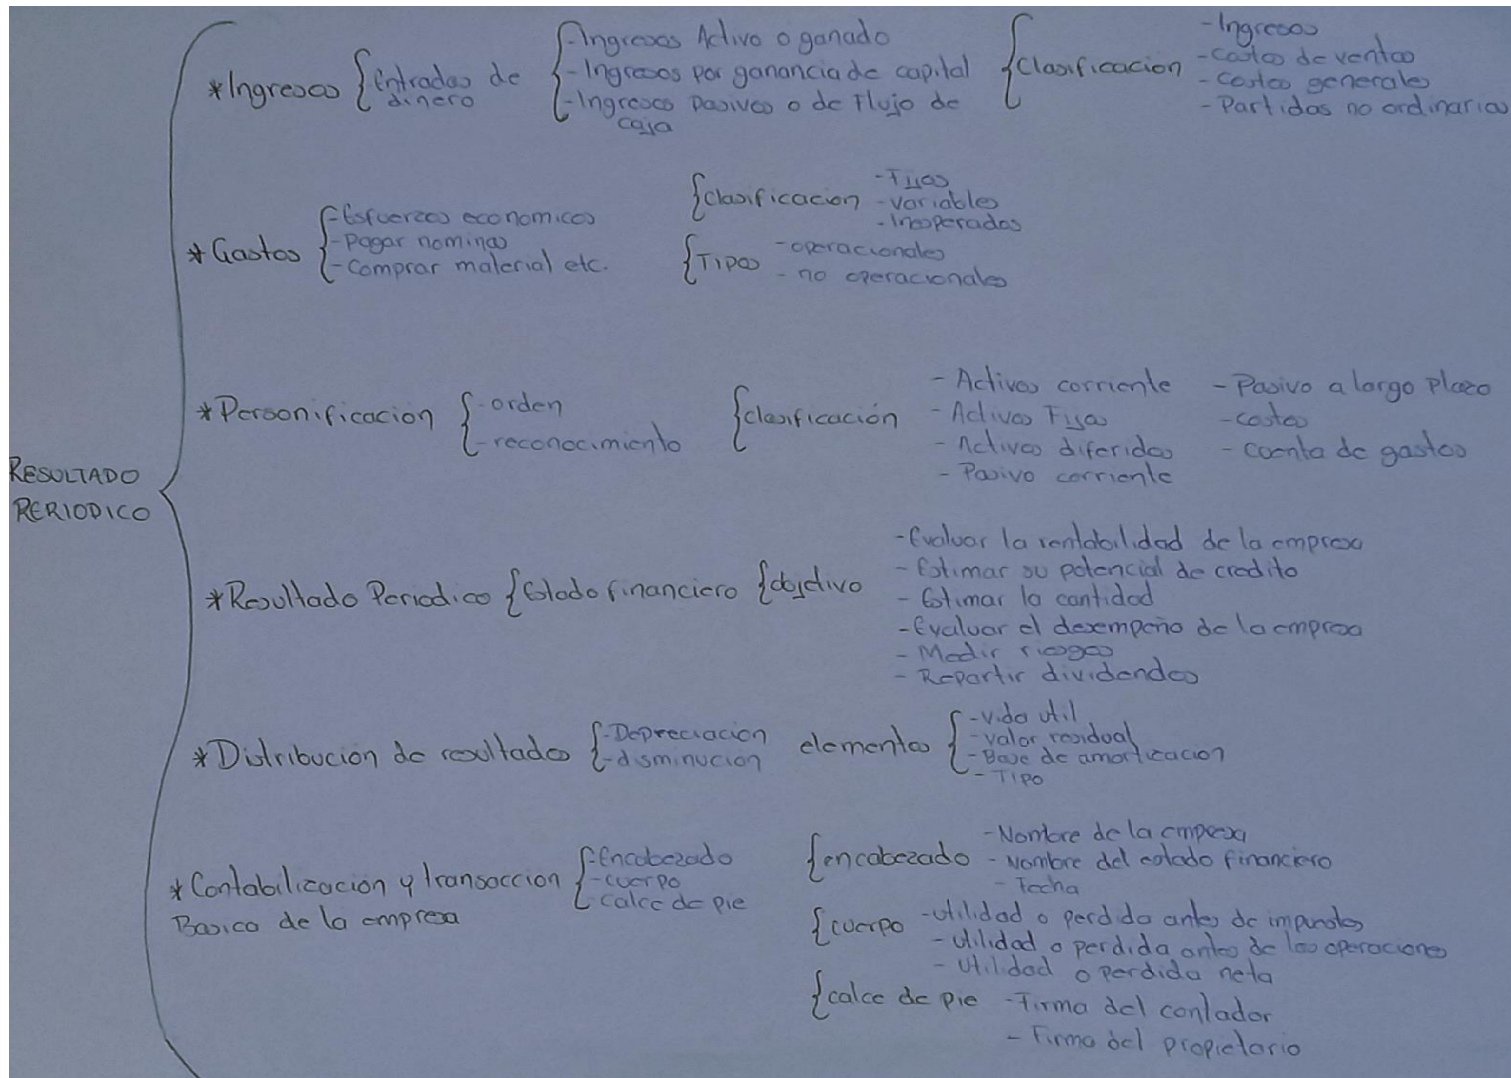 *Ingresos
Entradas de
dinero
-Ingresos Activo o ganado
-Ingresos por ganancia de capital
-Ingresos pasivos o de Flujo de
caja
Clasificacion
-Ingresos
-Costos de ventas
-Costos generales
-Partidas no ordinarias
*Gastos
-Esfuerzos economicos
-Pagar nominas
-Comprar material etc.
clasificacion
-Fijos
-variables
-Inesperados
Tipos
-operacionales
-no operacionales
*Personificacion
-orden
-reconocimiento
clasificación
-Activos corriente
-Activos Fijos
-Activos diferidos
-Pasivo corriente
-Pasivo a largo plazo
-costos
-Cuenta de gastos
RESULTADO
PERIODICO
*Resultado Periodico
Estado financiero
objetivo
-Evaluar la rentabilidad de la empresa
-Estimar su potencial de credito
-Estimar la cantidad
-Evaluar el desempeño de la empresa
-Medir riesgos
-Repartir dividendos
*Distribución de resultados
-Depreciacion
-disminucion
elementos
-vida util
-valor residual
-Base de amortizacion
-Tipo
*Contabilizacion y transaccion
Basica de la empresa
-Encabezado
-cuerpo
-calce de pie
encabezado
-Nombre de la empresa
-Nombre del estado financiero
-Fecha
cuerpo
-utilidad o perdida antes de impuestos
-utilidad o perdida antes de las operaciones
-utilidad o perdida neta
calce de pie
-Firma del contador
-Firma del propietario